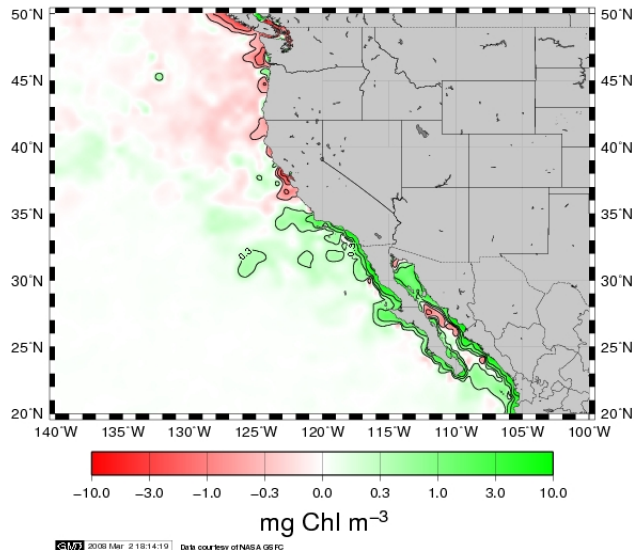 50°N 50°N
45°N 45°N
40°N 40°N
35°N 35°N
0.3 0.3
30°N 30°N
25°N 25°N
20°N 20°N
140°W 135°W 130°W 125°W 120°W 115°W 110°W 105°W 100°W
−10.0 −3.0 −1.0 −0.3 0.0 0.3 1.0 3.0 10.0
mg Chl m⁻³
GMD 2008 Mar 2 18:14:19 Data courtesy of NASA GSFC